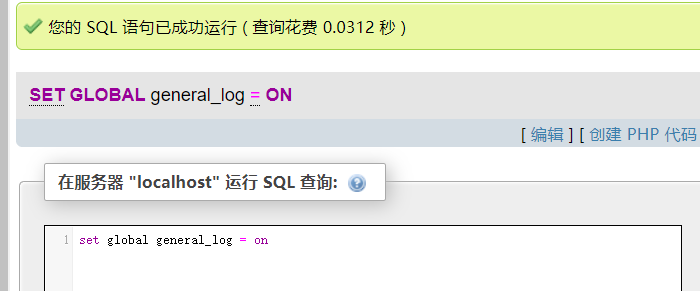 您的 SQL 语句已成功运行 ( 查询花费 0.0312 秒 )
SET GLOBAL general_log = ON
[ 编辑 ] [ 创建 PHP 代码
在服务器 "localhost" 运行 SQL 查询:
1 set global general_log = on